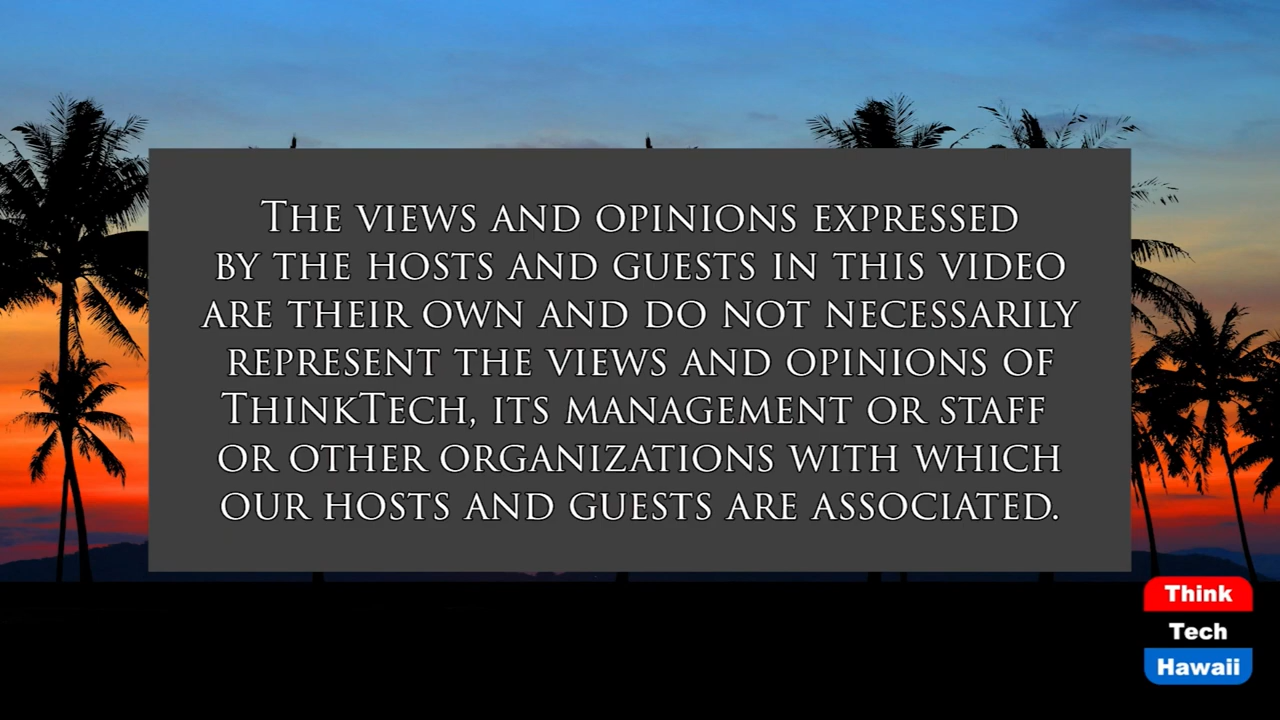 The views and opinions expressed
by the hosts and guests in this video
are their own and do not necessarily
represent the views and opinions of
ThinkTech, its management or staff
or other organizations with which
our hosts and guests are associated.
Think
Tech
Hawaii